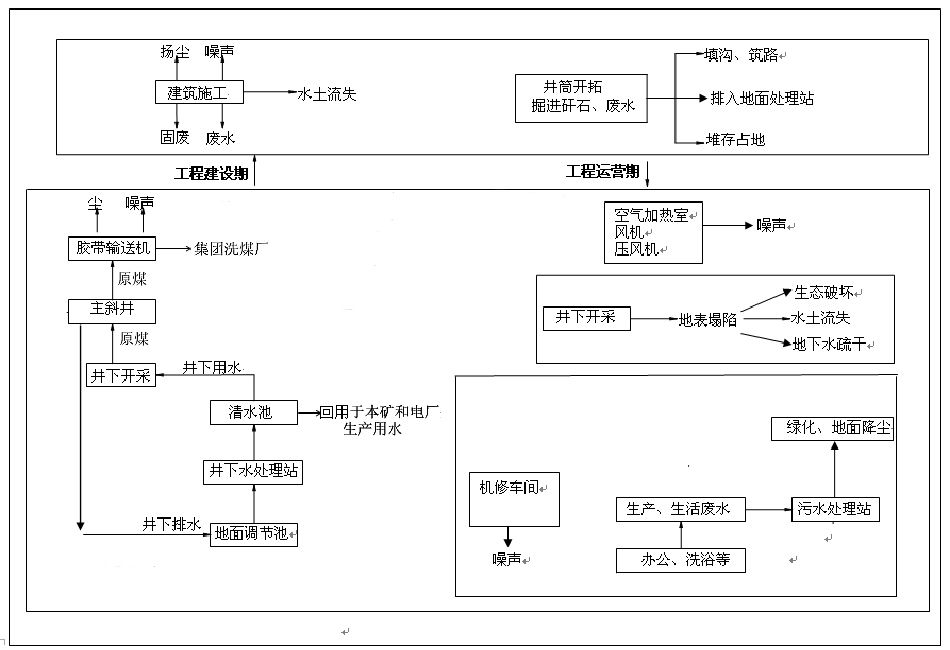 扬尘 噪声
建筑施工
水土流失
固废 废水
井筒开拓
掘进矸石、废水
填沟、筑路
排入地面处理站
堆存占地
工程建设期
工程运营期
尘 噪声
胶带输送机
集团洗煤厂
原煤
主斜井
原煤
井下开采
井下用水
清水池
回用于本矿和电厂
生产用水
井下水处理站
井下排水
地面调节池
空气加热室
风机
压风机
噪声
井下开采
地表塌陷
生态破坏
水土流失
地下水疏干
绿化、地面降尘
机修车间
噪声
生产、生活废水
污水处理站
办公、洗浴等